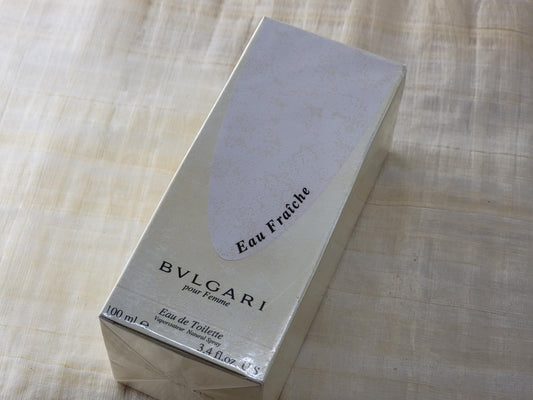 Eau Fraîche
BVLGARI
pour Femme
Eau de Toilette
Vaporisateur Natural Spray
100 ml e 3.4 fl.oz. U S